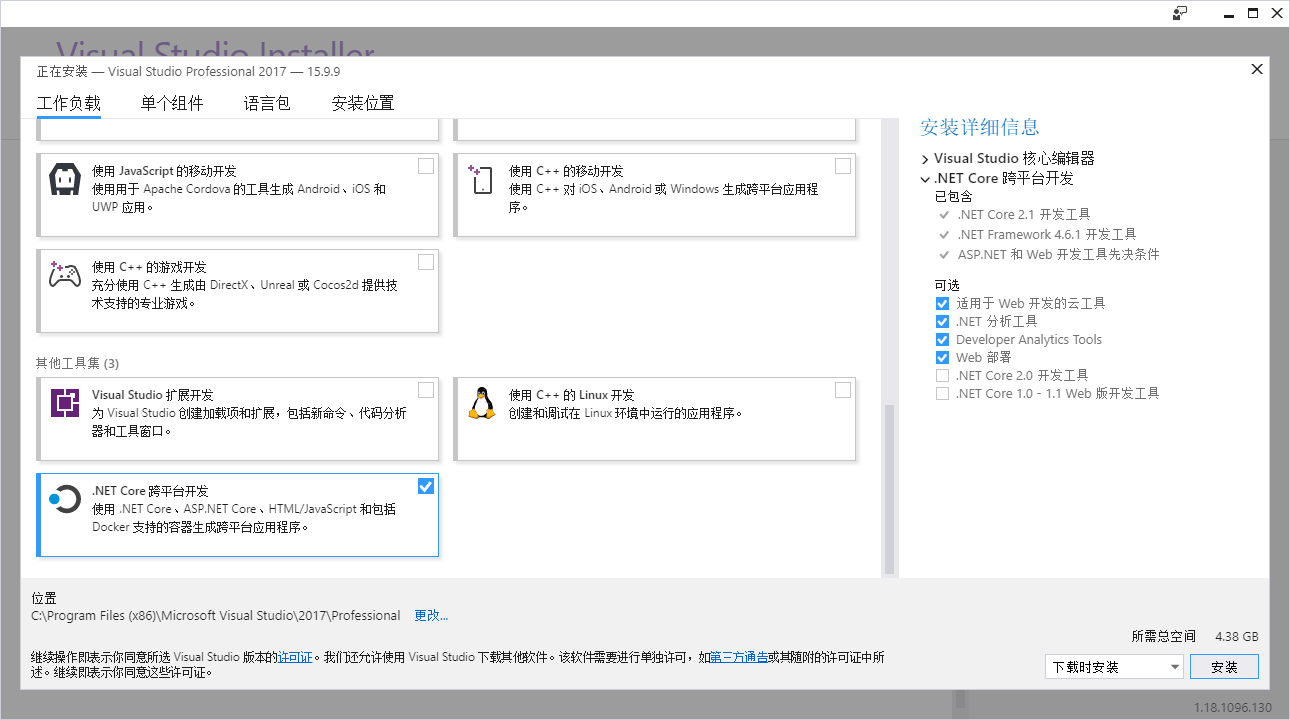 Visual Studio Installer
正在安装 — Visual Studio Professional 2017 — 15.9.9
工作负载 单个组件 语言包 安装位置
使用 JavaScript 的移动开发
使用用于 Apache Cordova 的工具生成 Android、iOS 和
UWP 应用。
使用 C++ 的移动开发
使用 C++ 对 iOS、Android 或 Windows 生成跨平台应用程
序。
使用 C++ 的游戏开发
充分使用 C++ 生成由 DirectX、Unreal 或 Cocos2d 提供技
术支持的专业游戏。
其他工具集 (3)
Visual Studio 扩展开发
为 Visual Studio 创建加载项和扩展，包括新命令、代码分析
器和工具窗口。
使用 C++ 的 Linux 开发
创建和调试在 Linux 环境中运行的应用程序。
.NET Core 跨平台开发
使用 .NET Core、ASP.NET Core、HTML/JavaScript 和包括
Docker 支持的容器生成跨平台应用程序。
安装详细信息
Visual Studio 核心编辑器
.NET Core 跨平台开发
已包含
.NET Core 2.1 开发工具
.NET Framework 4.6.1 开发工具
ASP.NET 和 Web 开发工具先决条件
可选
适用于 Web 开发的云工具
.NET 分析工具
Developer Analytics Tools
Web 部署
.NET Core 2.0 开发工具
.NET Core 1.0 - 1.1 Web 版开发工具
位置
C:\Program Files (x86)\Microsoft Visual Studio\2017\Professional 更改...
所需总空间 4.38 GB
继续操作即表示你同意所选 Visual Studio 版本的许可证。我们还允许使用 Visual Studio 下载其他软件。该软件需要进行单独许可，如第三方通告或其随附的许可证中所
述。继续即表示你同意这些许可证。
下载时安装 安装
1.18.1096.130